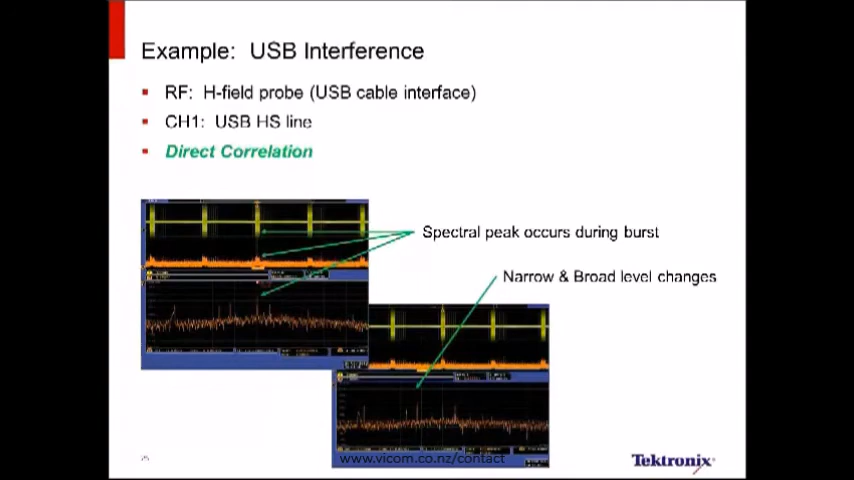 Example: USB Interference
RF: H-field probe (USB cable interface)
CH1: USB HS line
Direct Correlation
Spectral peak occurs during burst
Narrow & Broad level changes
25
www.vicom.co.nz/contact
Tektronix